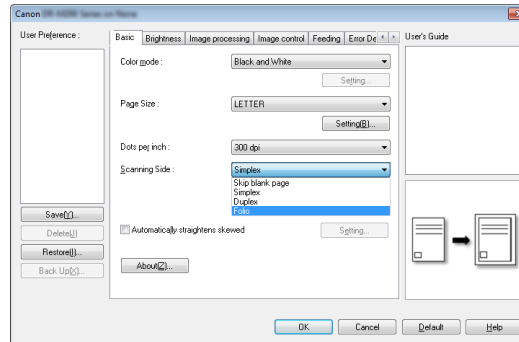 Canon
User Preference :
Basic
Brightness
Image processing
Image control
Feeding
Error De
User's Guide
Color mode :
Black and White
Setting...
Page Size :
LETTER
Setting(B)...
Dots per inch :
300 dpi
Scanning Side :
Simplex
Skip blank page
Simplex
Duplex
Folio
Automatically straightens skewed
Setting...
Save(Y)...
Delete(J)
Restore(I)...
Back Up(X)...
About(Z)...
OK
Cancel
Default
Help